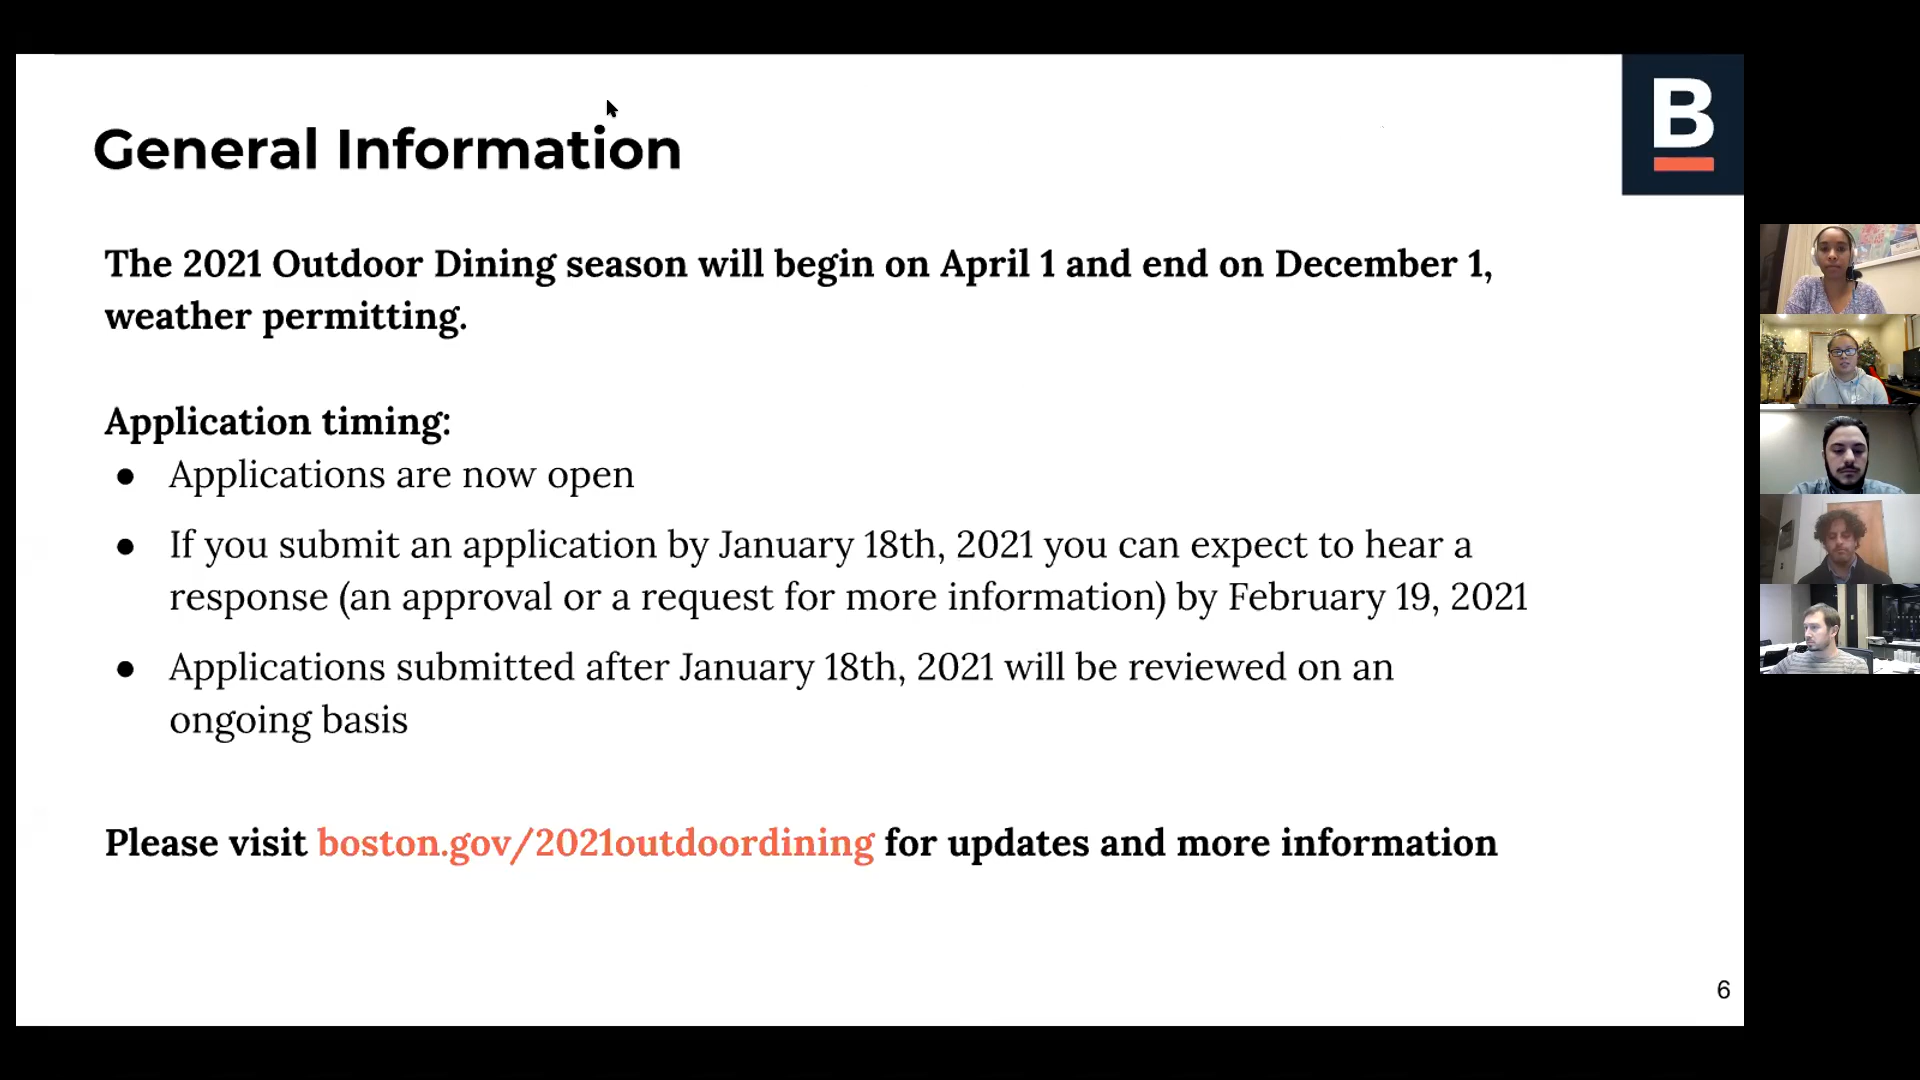 B
General Information
The 2021 Outdoor Dining season will begin on April 1 and end on December 1,
weather permitting.
Application timing:
● Applications are now open
● If you submit an application by January 18th, 2021 you can expect to hear a
response (an approval or a request for more information) by February 19, 2021
● Applications submitted after January 18th, 2021 will be reviewed on an
ongoing basis
Please visit boston.gov/2021outdoordining for updates and more information
6